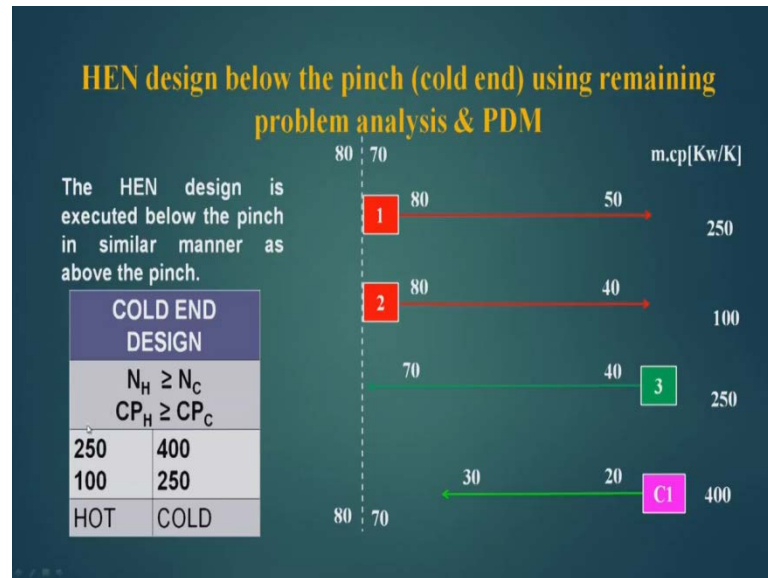 HEN design below the pinch (cold end) using remaining
problem analysis & PDM
80 70 m.cp[Kw/K]
The HEN design is
executed below the pinch
in similar manner as
above the pinch.
1 80 50 250
2 80 40 100
70 40 3 250
30 20 C1 400
80 70
COLD END
DESIGN
N_H ≥ N_C
CP_H ≥ CP_C
250 400
100 250
HOT COLD